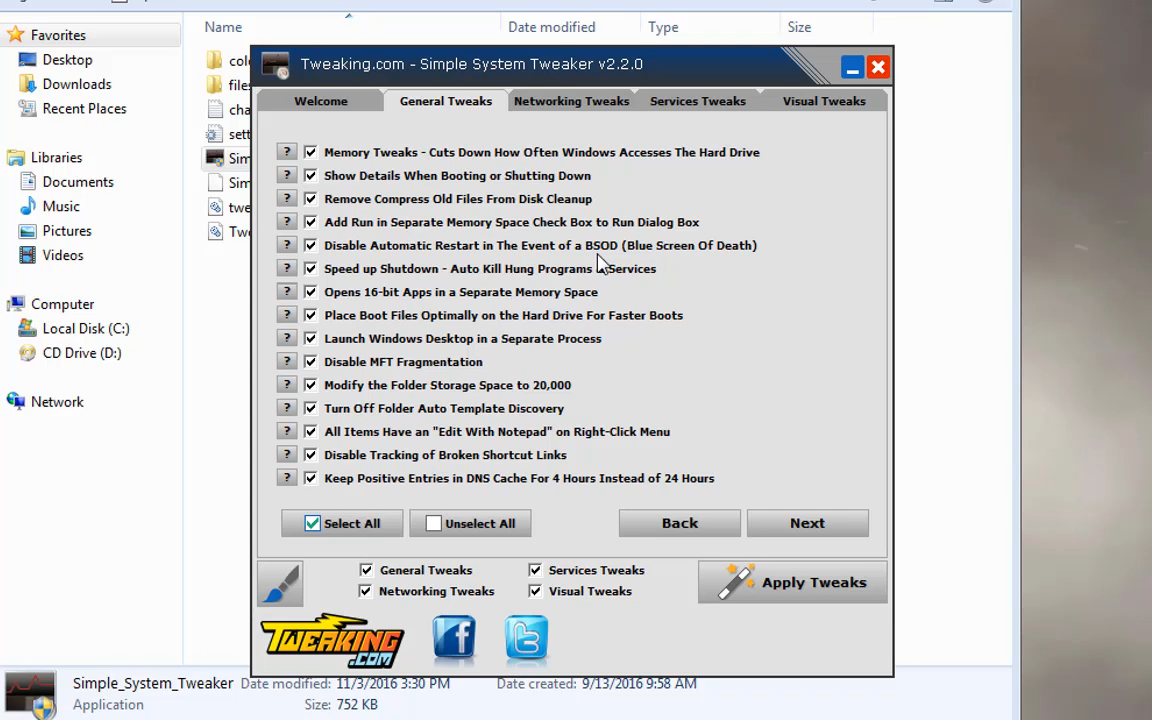 Name
Date modified
Type
Size
Favorites
Desktop
Downloads
Recent Places
Libraries
Documents
Music
Pictures
Videos
Computer
Local Disk (C:)
CD Drive (D:)
Network
Tweaking.com - Simple System Tweaker v2.2.0
Welcome
General Tweaks
Networking Tweaks
Services Tweaks
Visual Tweaks
? Memory Tweaks - Cuts Down How Often Windows Accesses The Hard Drive
? Show Details When Booting or Shutting Down
? Remove Compress Old Files From Disk Cleanup
? Add Run in Separate Memory Space Check Box to Run Dialog Box
? Disable Automatic Restart in The Event of a BSOD (Blue Screen Of Death)
? Speed up Shutdown - Auto Kill Hung Programs Services
? Opens 16-bit Apps in a Separate Memory Space
? Place Boot Files Optimally on the Hard Drive For Faster Boots
? Launch Windows Desktop in a Separate Process
? Disable MFT Fragmentation
? Modify the Folder Storage Space to 20,000
? Turn Off Folder Auto Template Discovery
? All Items Have an "Edit With Notepad" on Right-Click Menu
? Disable Tracking of Broken Shortcut Links
? Keep Positive Entries in DNS Cache For 4 Hours Instead of 24 Hours
Select All
Unselect All
Back
Next
General Tweaks
Services Tweaks
Networking Tweaks
Visual Tweaks
Apply Tweaks
TWEAKING
.COM
f
t
Simple_System_Tweaker
Date modified: 11/3/2016 3:30 PM
Date created: 9/13/2016 9:58 AM
Application
Size: 752 KB